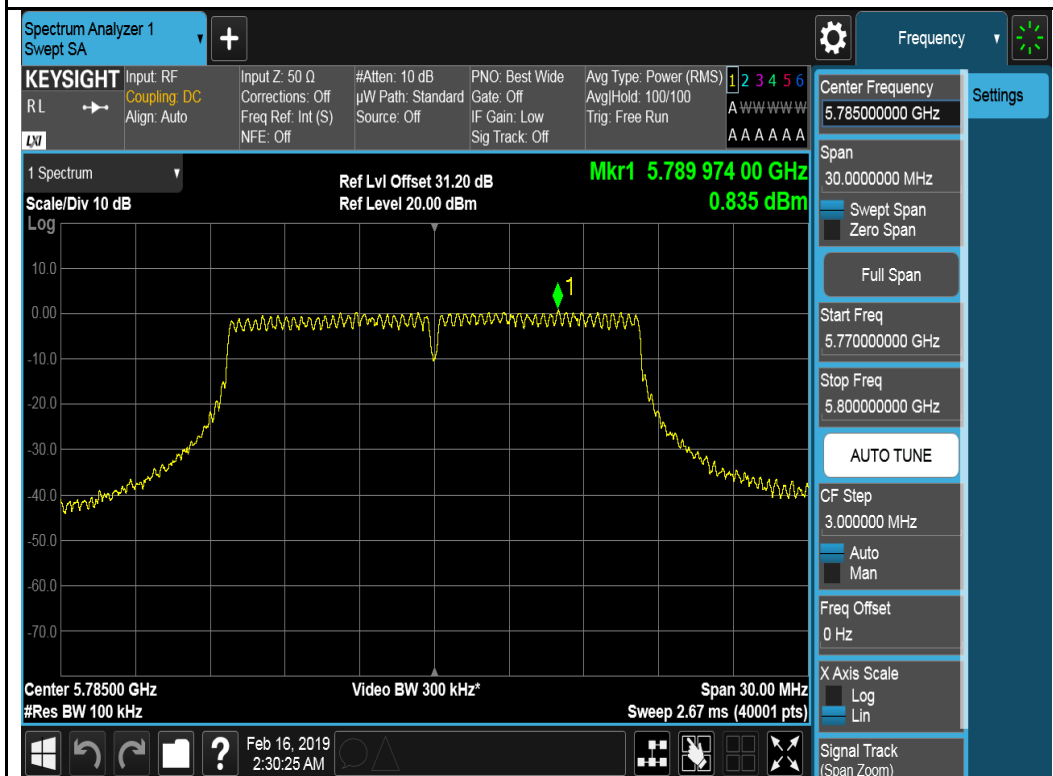 Spectrum Analyzer 1
Swept SA
+
Frequency
KEYSIGHT
RL
LXI
Input: RF
Coupling: DC
Align: Auto
Input Z: 50 Ω
Corrections: Off
Freq Ref: Int (S)
NFE: Off
#Atten: 10 dB
µW Path: Standard
Source: Off
PNO: Best Wide
Gate: Off
IF Gain: Low
Sig Track: Off
Avg Type: Power (RMS)
Avg|Hold: 100/100
Trig: Free Run
1 2 3 4 5 6
A W W W W W
A A A A A A
1 Spectrum
Scale/Div 10 dB
Ref Lvl Offset 31.20 dB
Ref Level 20.00 dBm
Mkr1 5.789 974 00 GHz
0.835 dBm
Log
1
10.0
0.00
-10.0
-20.0
-30.0
-40.0
-50.0
-60.0
-70.0
Center 5.78500 GHz
#Res BW 100 kHz
Video BW 300 kHz*
Span 30.00 MHz
Sweep 2.67 ms (40001 pts)
?
Feb 16, 2019
2:30:25 AM
Center Frequency
5.785000000 GHz
Settings
Span
30.0000000 MHz
Swept Span
Zero Span
Full Span
Start Freq
5.770000000 GHz
Stop Freq
5.800000000 GHz
AUTO TUNE
CF Step
3.000000 MHz
Auto
Man
Freq Offset
0 Hz
X Axis Scale
Log
Lin
Signal Track
(Span Zoom)